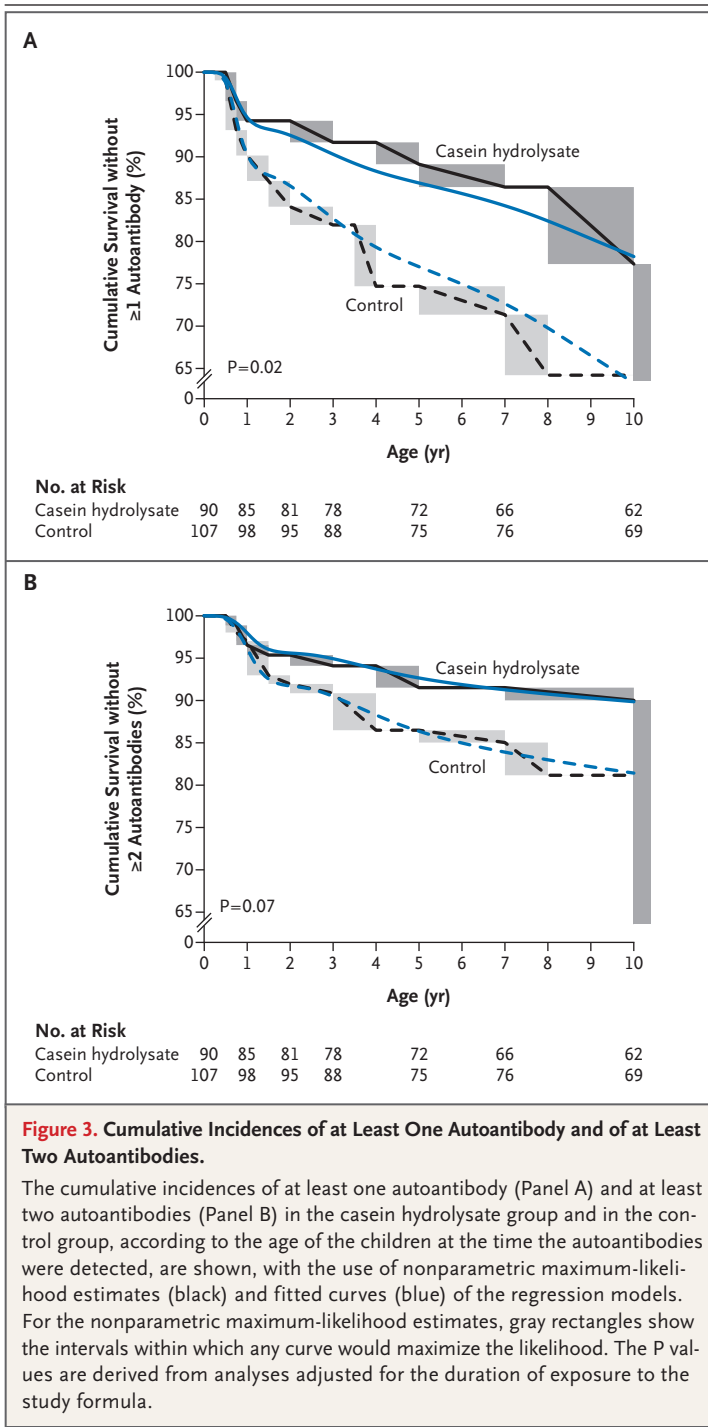 A
Cumulative Survival without
≥1 Autoantibody (%)
100
95
90
85
80
75
70
65
0
Casein hydrolysate
Control
P=0.02
0 1 2 3 4 5 6 7 8 9 10
Age (yr)
No. at Risk
Casein hydrolysate 90 85 81 78 72 66 62
Control 107 98 95 88 75 76 69
B
Cumulative Survival without
≥2 Autoantibodies (%)
100
95
90
85
80
75
70
65
0
Casein hydrolysate
Control
P=0.07
0 1 2 3 4 5 6 7 8 9 10
Age (yr)
No. at Risk
Casein hydrolysate 90 85 81 78 72 66 62
Control 107 98 95 88 75 76 69
Figure 3. Cumulative Incidences of at Least One Autoantibody and of at Least
Two Autoantibodies.
The cumulative incidences of at least one autoantibody (Panel A) and at least
two autoantibodies (Panel B) in the casein hydrolysate group and in the con-
trol group, according to the age of the children at the time the autoantibodies
were detected, are shown, with the use of nonparametric maximum-likeli-
hood estimates (black) and fitted curves (blue) of the regression models.
For the nonparametric maximum-likelihood estimates, gray rectangles show
the intervals within which any curve would maximize the likelihood. The P val-
ues are derived from analyses adjusted for the duration of exposure to the
study formula.